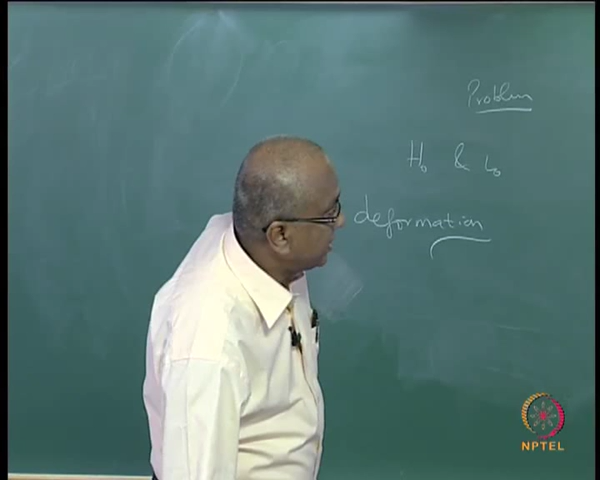 Problem
H₀ & L₀
deformation
NPTEL